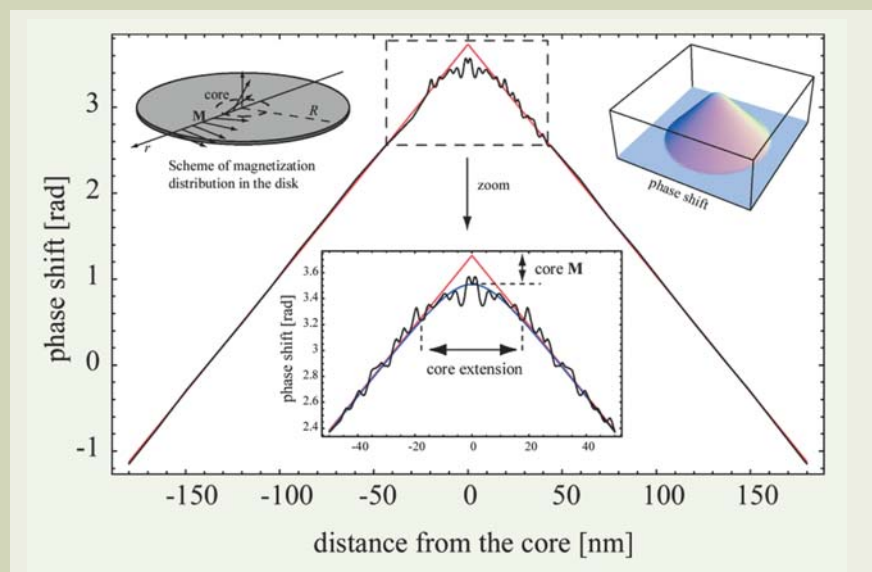 core
M
R
r
Scheme of magnetization
distribution in the disk
phase shift
zoom
phase shift [rad]
3
2
1
0
-1
core M
core extension
phase shift [rad]
3.6
3.4
3.2
3
2.8
2.6
2.4
-40
-20
0
20
40
-150
-100
-50
0
50
100
150
distance from the core [nm]